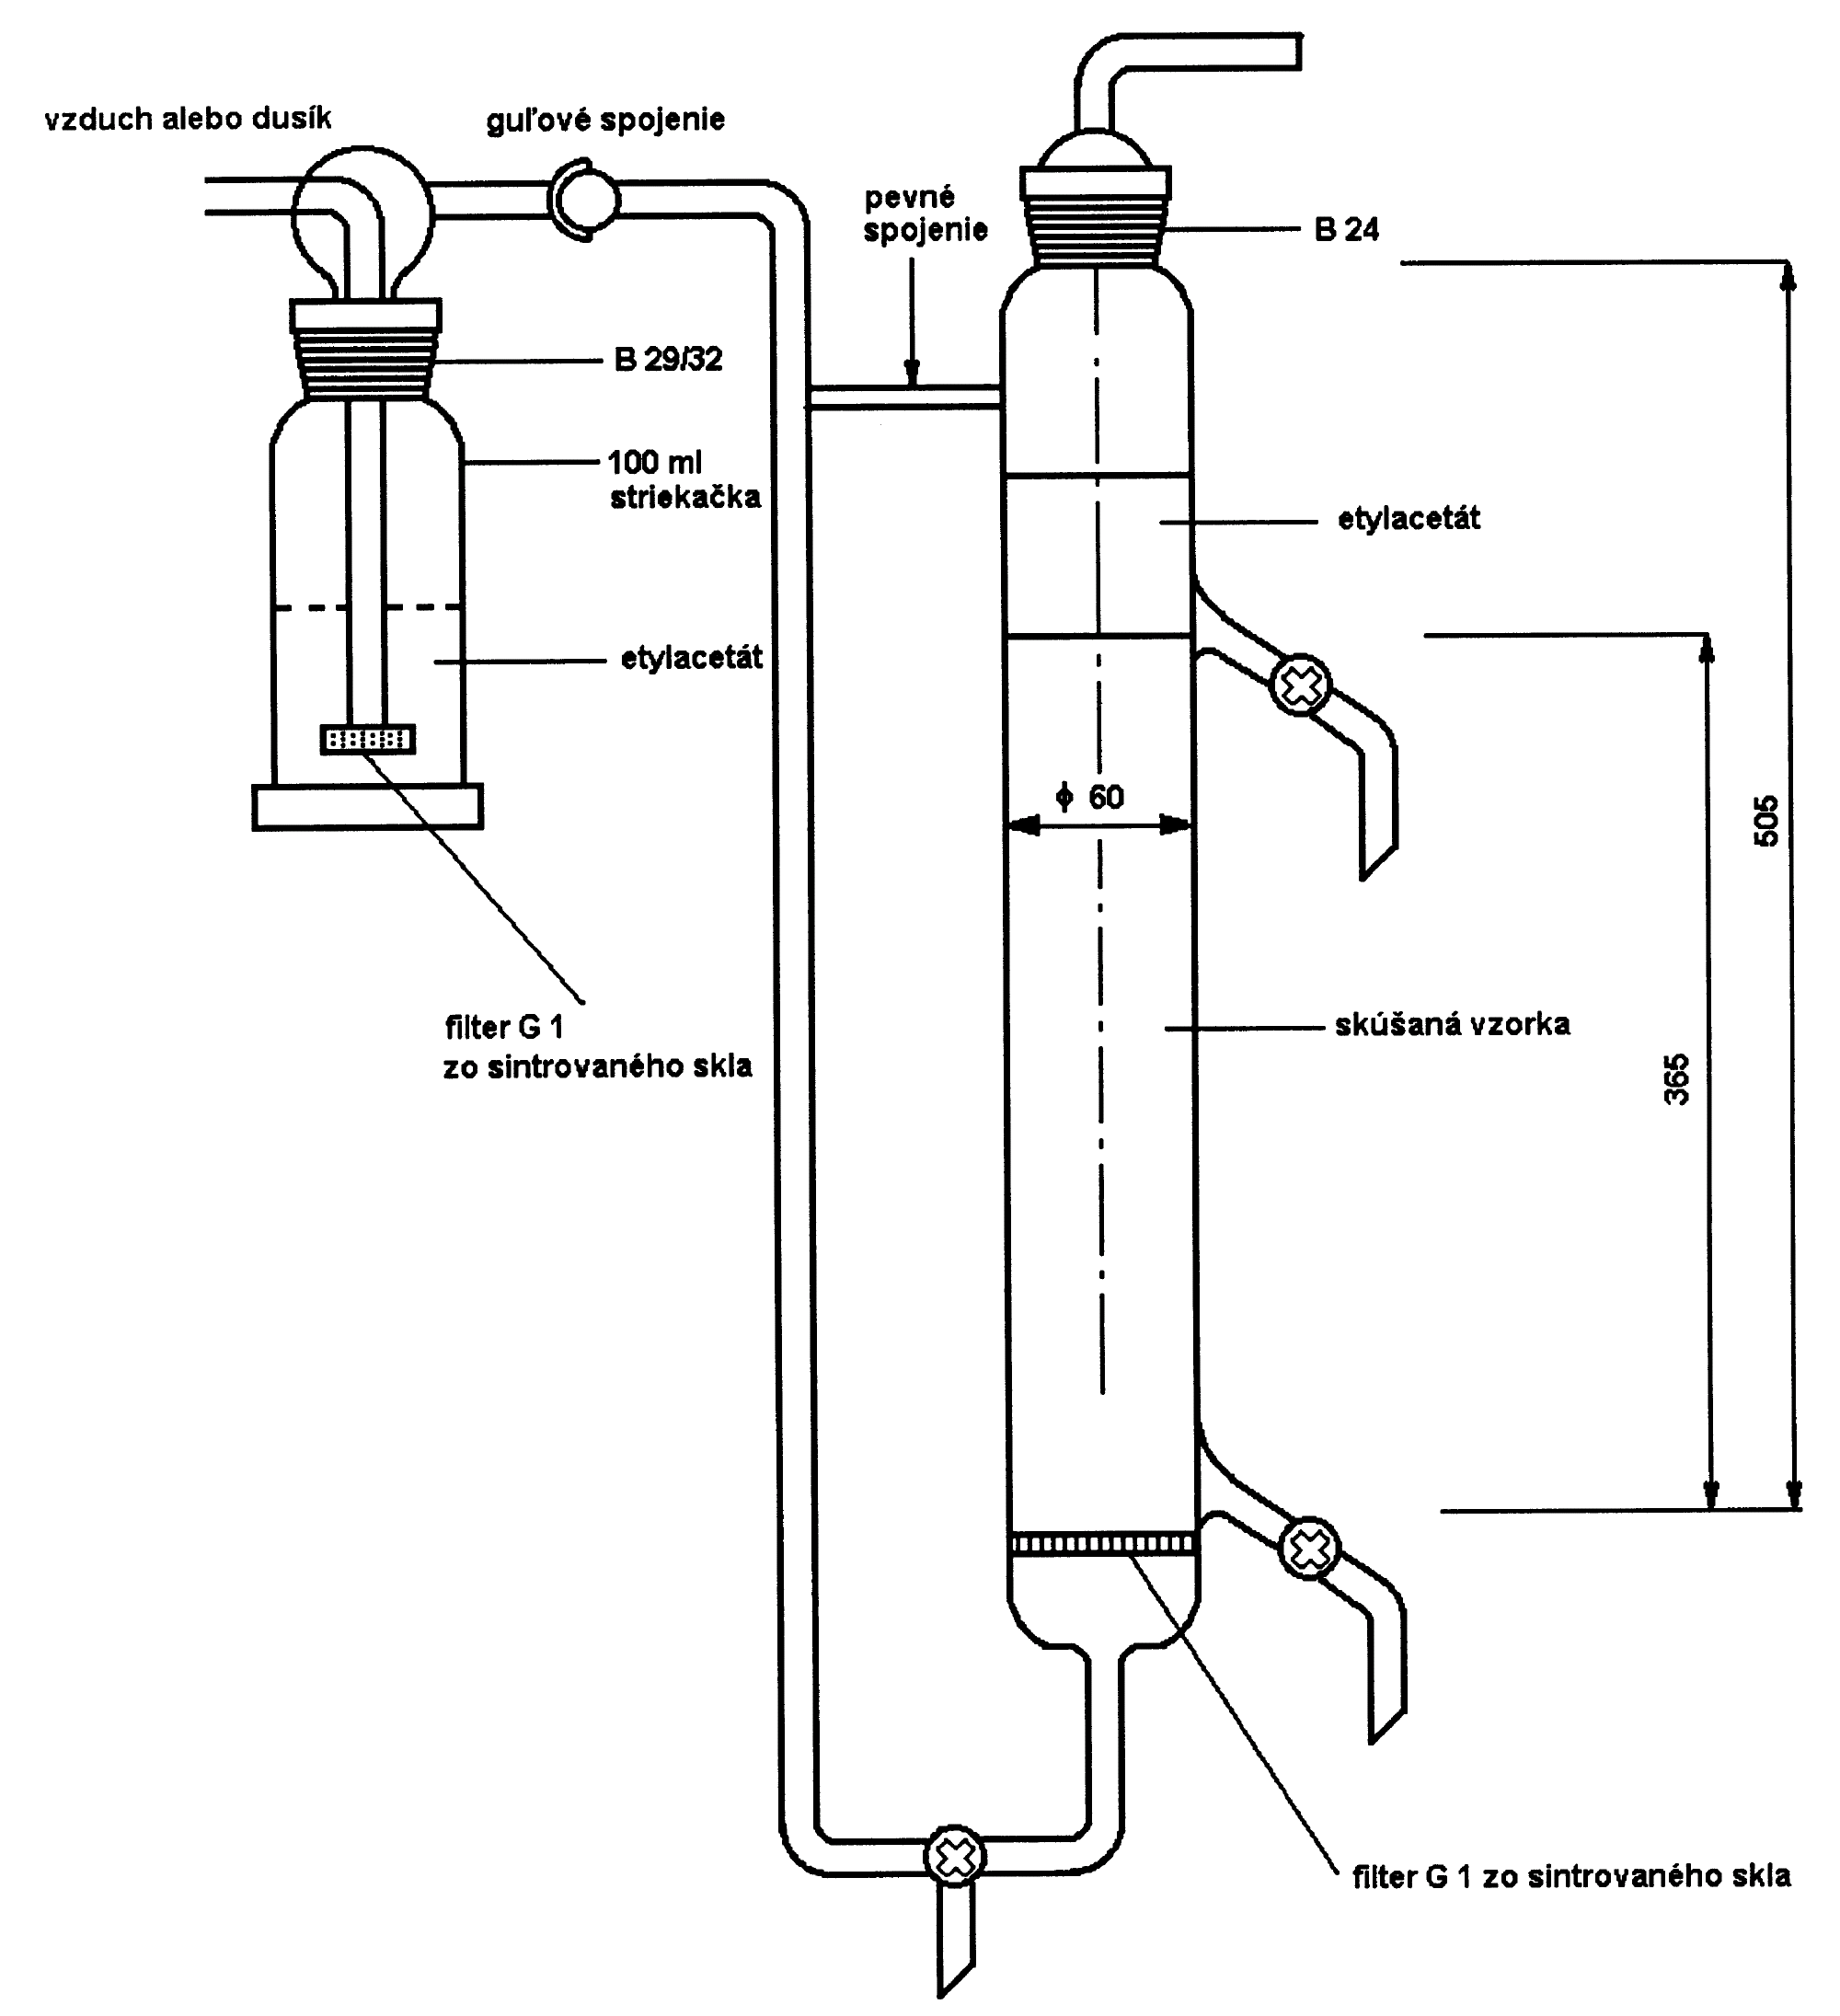 vzduch alebo dusík
guľové spojenie
pevné
spojenie
B 24
B 29/32
100 ml
striekačka
etylacetát
etylacetát
ϕ 60
505
filter G 1
zo sintrovaného skla
skúšaná vzorka
365
filter G 1 zo sintrovaného skla